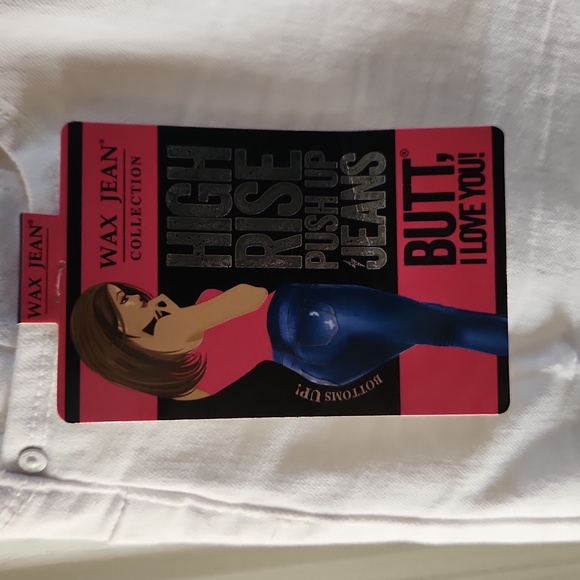 WAX JEAN®
WAX JEAN®
COLLECTION
HIGH
RISE
PUSH UP
JEANS
BUTT,®
I LOVE YOU!
BOTTOMS UP!